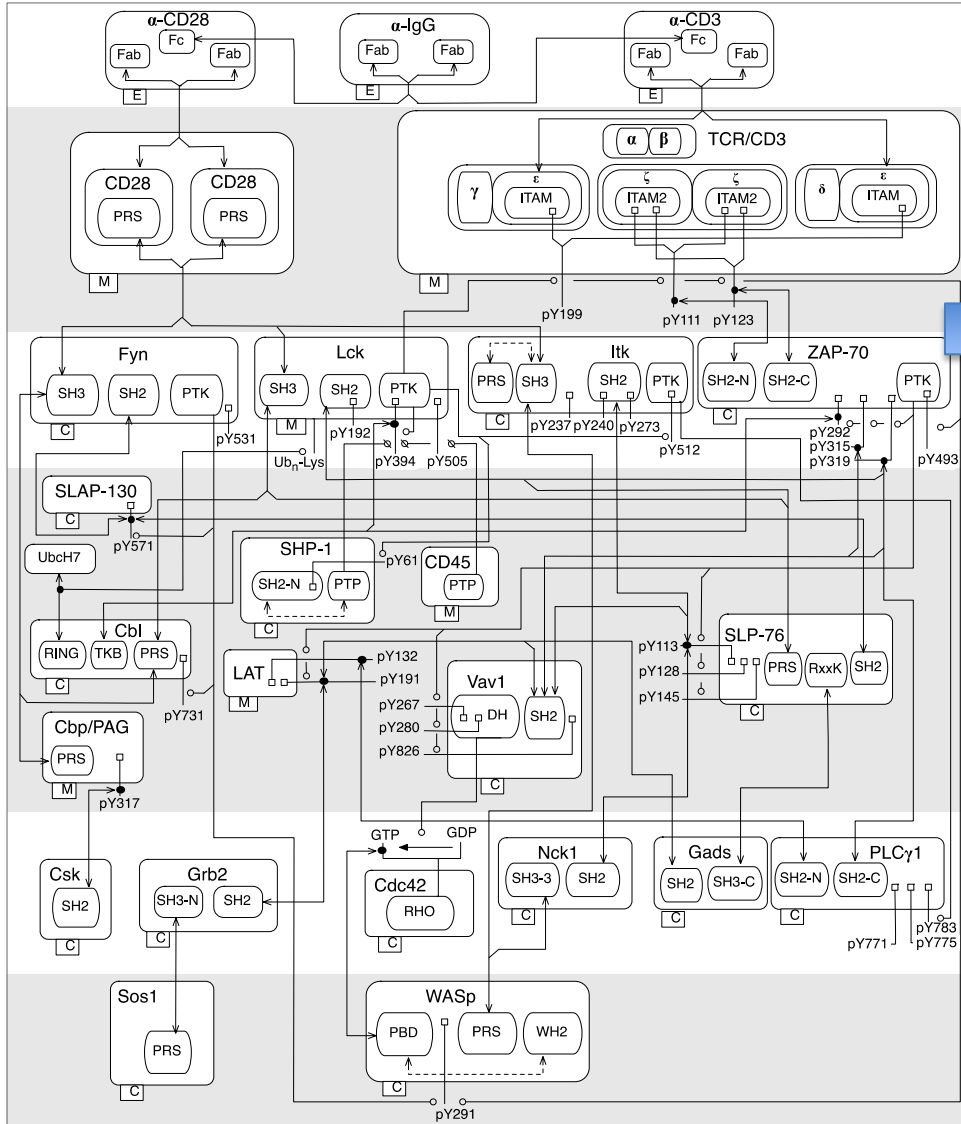 α-CD28
Fc
Fab
Fab
E
α-IgG
Fab
Fab
E
α-CD3
Fc
Fab
Fab
E
CD28
PRS
CD28
PRS
M
α
β
TCR/CD3
γ
ε
ITAM
ζ
ITAM2
ζ
ITAM2
δ
ε
ITAM
M
pY199
pY111
pY123
Fyn
SH3
SH2
PTK
C
pY531
Lck
SH3
SH2
PTK
M
Ubn-Lys
pY192
pY394
pY505
Itk
PRS
SH3
SH2
PTK
C
pY237
pY240
pY273
pY512
ZAP-70
SH2-N
SH2-C
PTK
C
pY292
pY315
pY319
pY493
SLAP-130
C
pY571
UbcH7
Cbl
RING
TKB
PRS
C
pY731
SHP-1
SH2-N
PTP
C
pY61
CD45
PTP
M
LAT
M
pY132
pY191
Vav1
pY267
DH
SH2
pY280
pY826
C
SLP-76
pY113
pY128
pY145
PRS
RxxK
SH2
C
Cbp/PAG
PRS
M
pY317
Csk
SH2
C
Grb2
SH3-N
SH2
C
GTP
GDP
Cdc42
RHO
C
Nck1
SH3-3
SH2
C
Gads
SH2
SH3-C
C
PLCγ1
SH2-N
SH2-C
C
pY771
pY783
pY775
Sos1
PRS
C
WASp
PBD
PRS
WH2
C
pY291